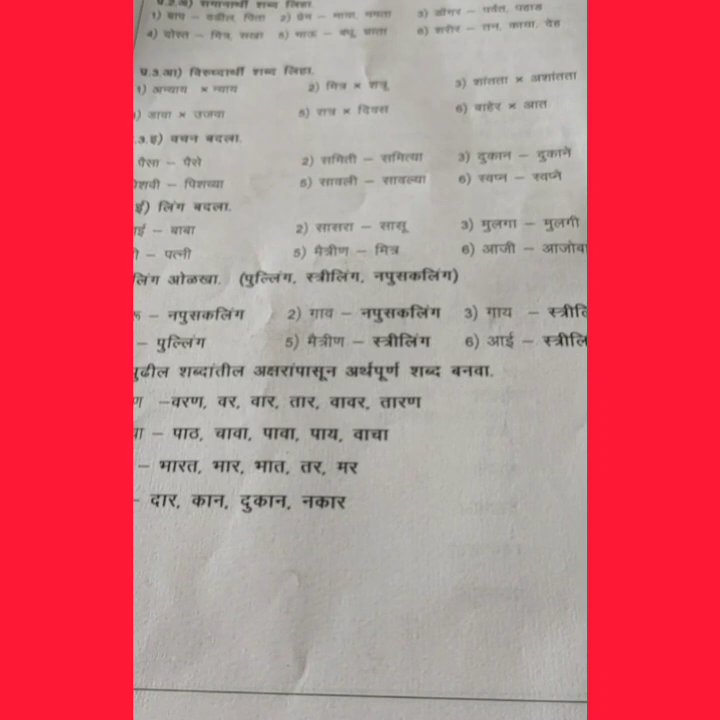 प्र.3.अ) समानार्थी शब्द लिहा.
1) बाप – वडील, पिता 2) प्रेम – माया, ममता 3) डोंगर – पर्वत, पहाड
4) दोस्त – मित्र, सखा 5) भाऊ – बंधू, भ्राता 6) शरीर – तन, काया, देह
प्र.3.आ) विरुध्दार्थी शब्द लिहा.
1) अन्याय × न्याय 2) मित्र × शत्रू 3) शांतता × अशांतता
) डावा × उजवा 5) रात्र × दिवस 6) बाहेर × आत
.3.इ) वचन बदला.
पैसा – पैसे 2) समिती – समित्या 3) दुकान – दुकाने
पिशवी – पिशव्या 5) सावली – सावल्या 6) स्वप्न – स्वप्ने
ई) लिंग बदला.
– बाबा 2) सासरा – सासू 3) मुलगा – मुलगी
– पत्नी 5) मैत्रीण – मित्र 6) आजी – आजोबा
लिंग ओळखा. (पुल्लिंग, स्त्रीलिंग, नपुसकलिंग)
– नपुसकलिंग 2) गाव – नपुसकलिंग 3) गाय – स्त्रीलि
– पुल्लिंग 5) मैत्रीण – स्त्रीलिंग 6) आई – स्त्रीलि
पुढील शब्दांतील अक्षरांपासून अर्थपूर्ण शब्द बनवा.
–वरण, वर, वार, तार, वावर, तारण
– पाठ, चावा, पावा, पाय, वाचा
– भारत, भार, भात, तर, मर
– दार, कान, दुकान, नकार